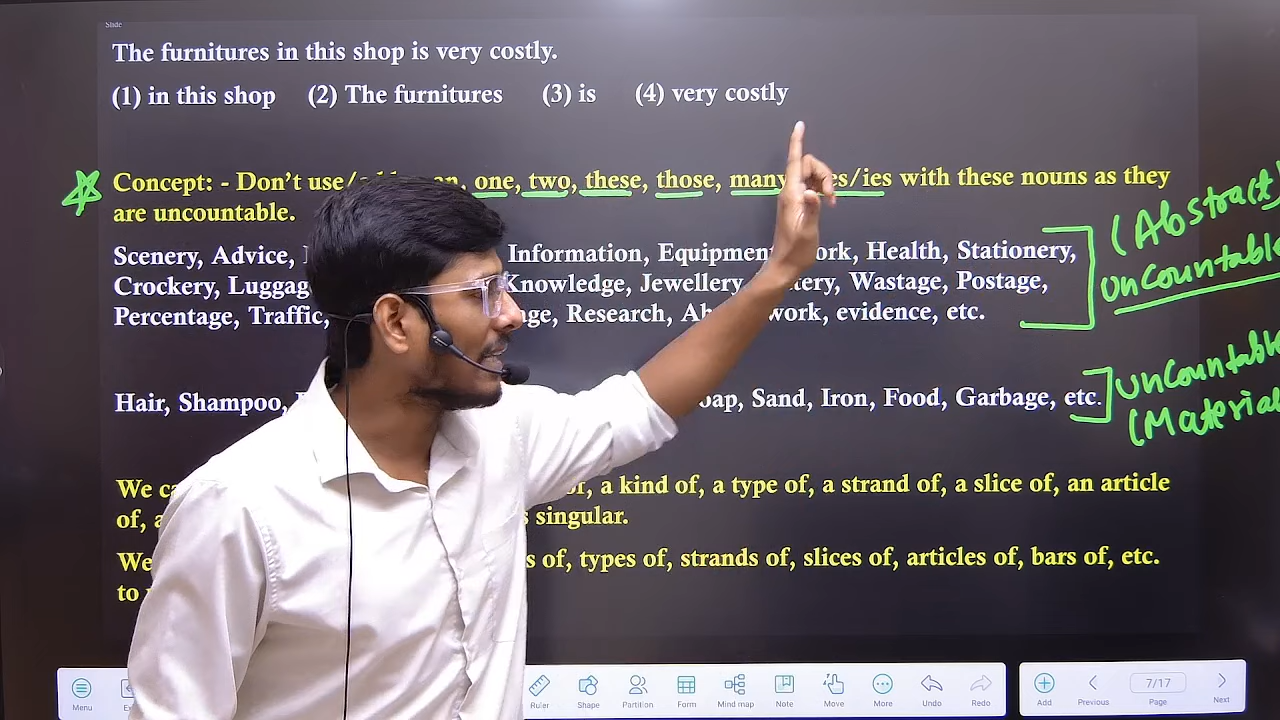 Slide
The furnitures in this shop is very costly.
(1) in this shop (2) The furnitures (3) is (4) very costly
Concept: - Don't use/ one, two, these, those, many /ies with these nouns as they
are uncountable.
Scenery, Advice, Information, Equipment, Health, Stationery,
Crockery, Knowledge, Jewellery, Wastage, Postage,
Percentage, Traffic, Research, evidence, etc.
(Abstract)
uncountable
Hair, Shampoo, Sand, Iron, Food, Garbage, etc.
uncountable
(Material
We a kind of, a type of, a strand of, a slice of, an article
of, singular.
We of, types of, strands of, slices of, articles of, bars of, etc.
to
Menu Ruler Shape Partition Form Mind map Note Move More Undo Redo Add Previous 7/17 Page Next